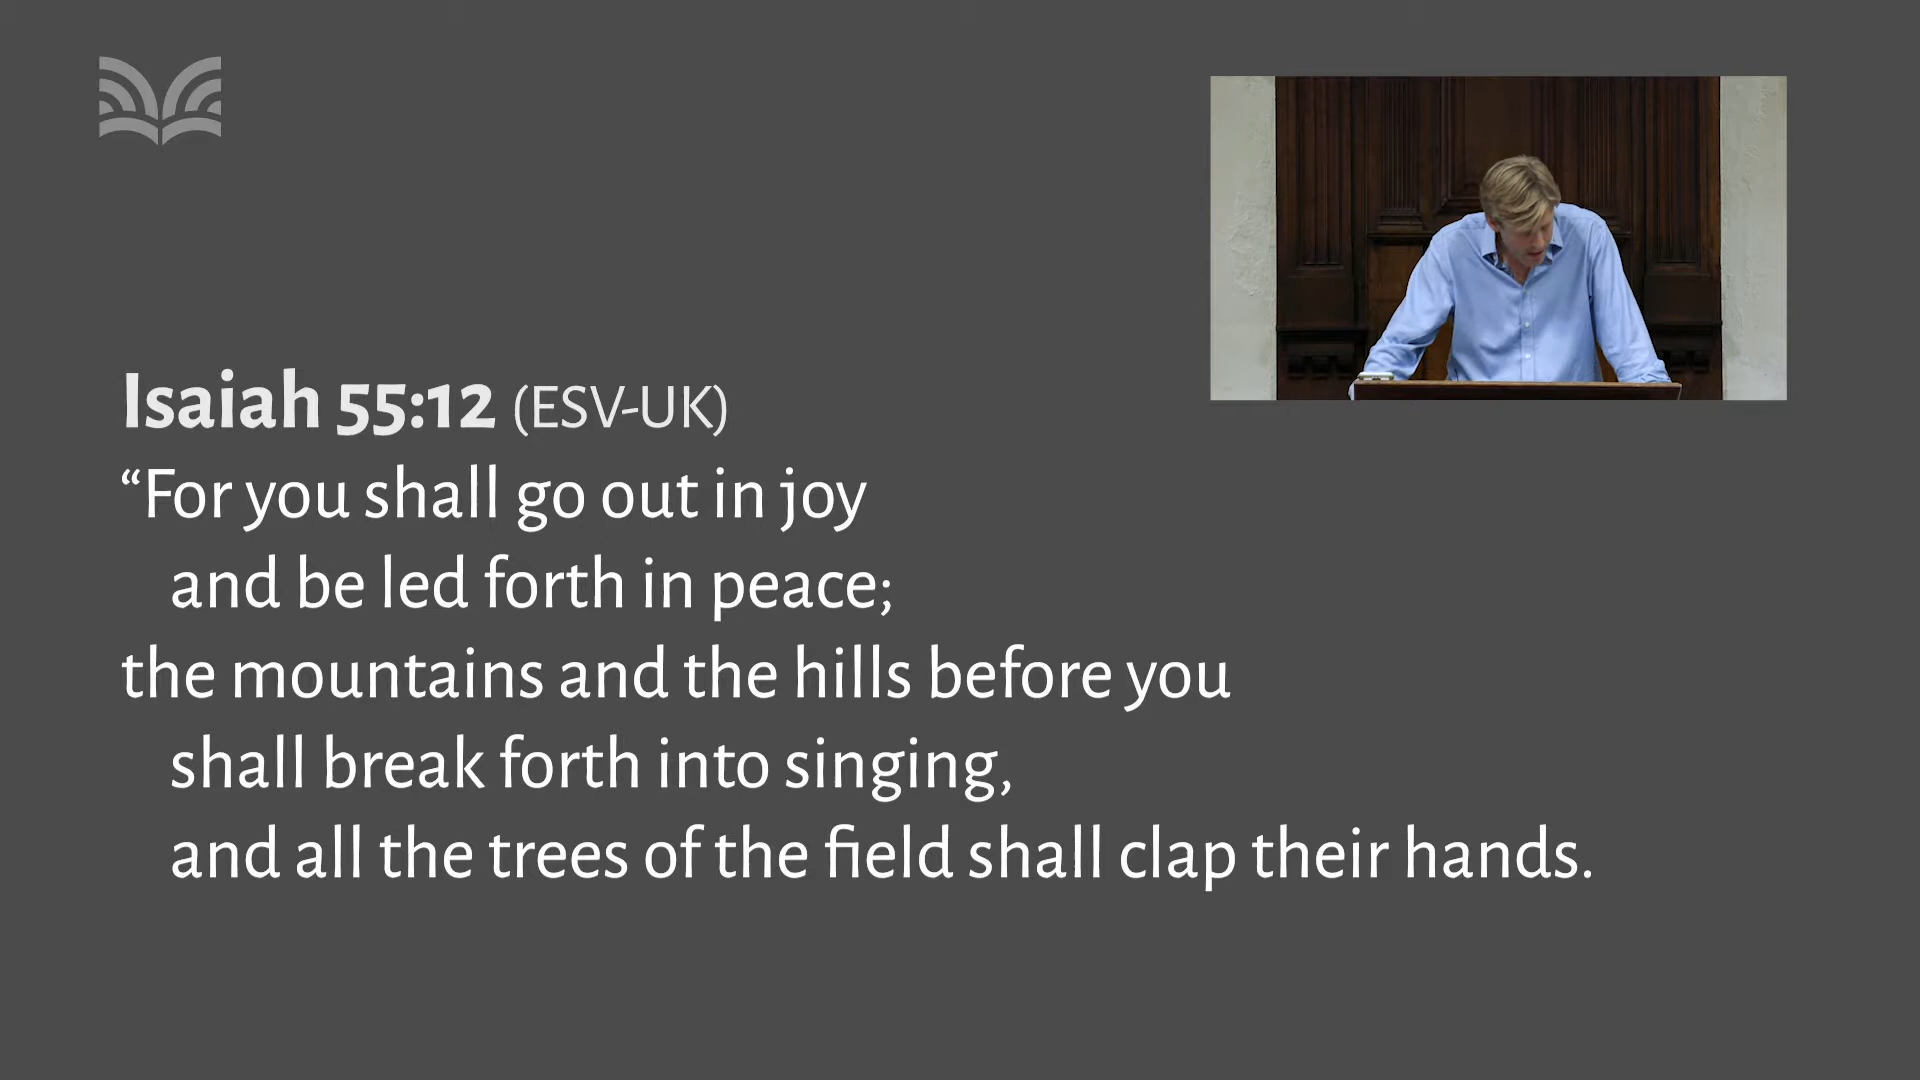 Isaiah 55:12 (ESV-UK)
“For you shall go out in joy
and be led forth in peace;
the mountains and the hills before you
shall break forth into singing,
and all the trees of the field shall clap their hands.